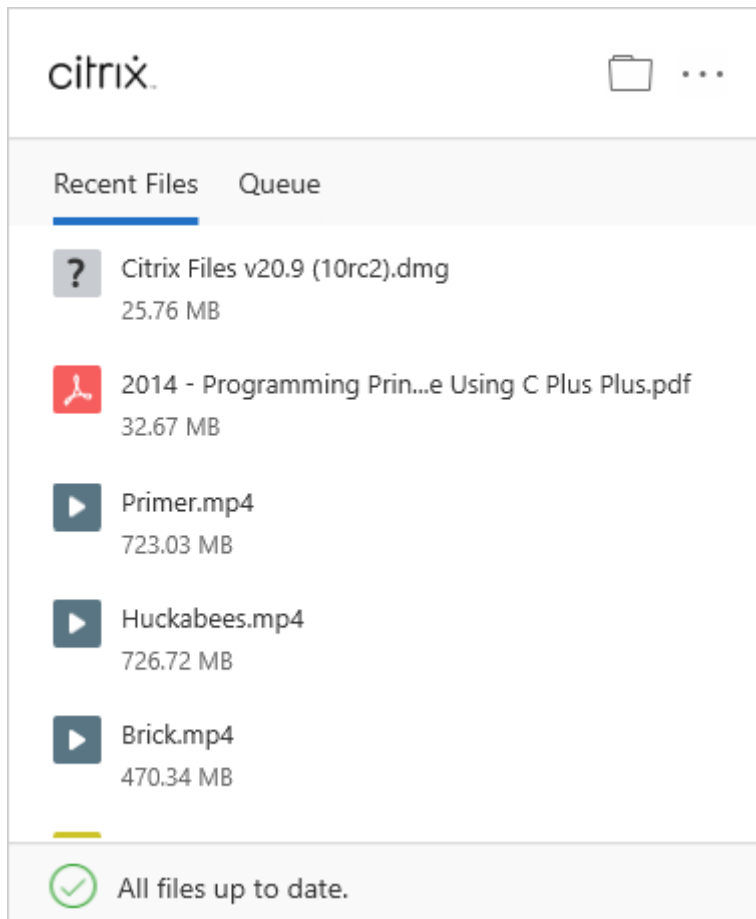 citrix™
Recent Files Queue
? Citrix Files v20.9 (10rc2).dmg
25.76 MB
2014 - Programming Prin...e Using C Plus Plus.pdf
32.67 MB
Primer.mp4
723.03 MB
Huckabees.mp4
726.72 MB
Brick.mp4
470.34 MB
All files up to date.